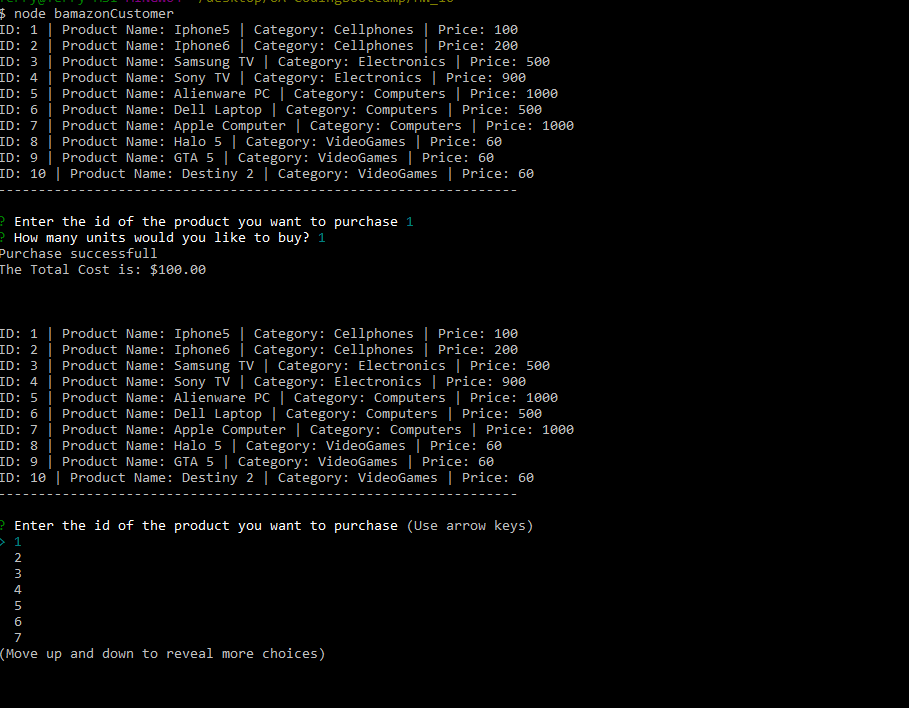 $ node bamazonCustomer
ID: 1 | Product Name: Iphone5 | Category: Cellphones | Price: 100
ID: 2 | Product Name: Iphone6 | Category: Cellphones | Price: 200
ID: 3 | Product Name: Samsung TV | Category: Electronics | Price: 500
ID: 4 | Product Name: Sony TV | Category: Electronics | Price: 900
ID: 5 | Product Name: Alienware PC | Category: Computers | Price: 1000
ID: 6 | Product Name: Dell Laptop | Category: Computers | Price: 500
ID: 7 | Product Name: Apple Computer | Category: Computers | Price: 1000
ID: 8 | Product Name: Halo 5 | Category: VideoGames | Price: 60
ID: 9 | Product Name: GTA 5 | Category: VideoGames | Price: 60
ID: 10 | Product Name: Destiny 2 | Category: VideoGames | Price: 60
-----------------------------------------------------------------
? Enter the id of the product you want to purchase 1
? How many units would you like to buy? 1
Purchase successfull
The Total Cost is: $100.00
ID: 1 | Product Name: Iphone5 | Category: Cellphones | Price: 100
ID: 2 | Product Name: Iphone6 | Category: Cellphones | Price: 200
ID: 3 | Product Name: Samsung TV | Category: Electronics | Price: 500
ID: 4 | Product Name: Sony TV | Category: Electronics | Price: 900
ID: 5 | Product Name: Alienware PC | Category: Computers | Price: 1000
ID: 6 | Product Name: Dell Laptop | Category: Computers | Price: 500
ID: 7 | Product Name: Apple Computer | Category: Computers | Price: 1000
ID: 8 | Product Name: Halo 5 | Category: VideoGames | Price: 60
ID: 9 | Product Name: GTA 5 | Category: VideoGames | Price: 60
ID: 10 | Product Name: Destiny 2 | Category: VideoGames | Price: 60
-----------------------------------------------------------------
? Enter the id of the product you want to purchase (Use arrow keys)
> 1
2
3
4
5
6
7
(Move up and down to reveal more choices)